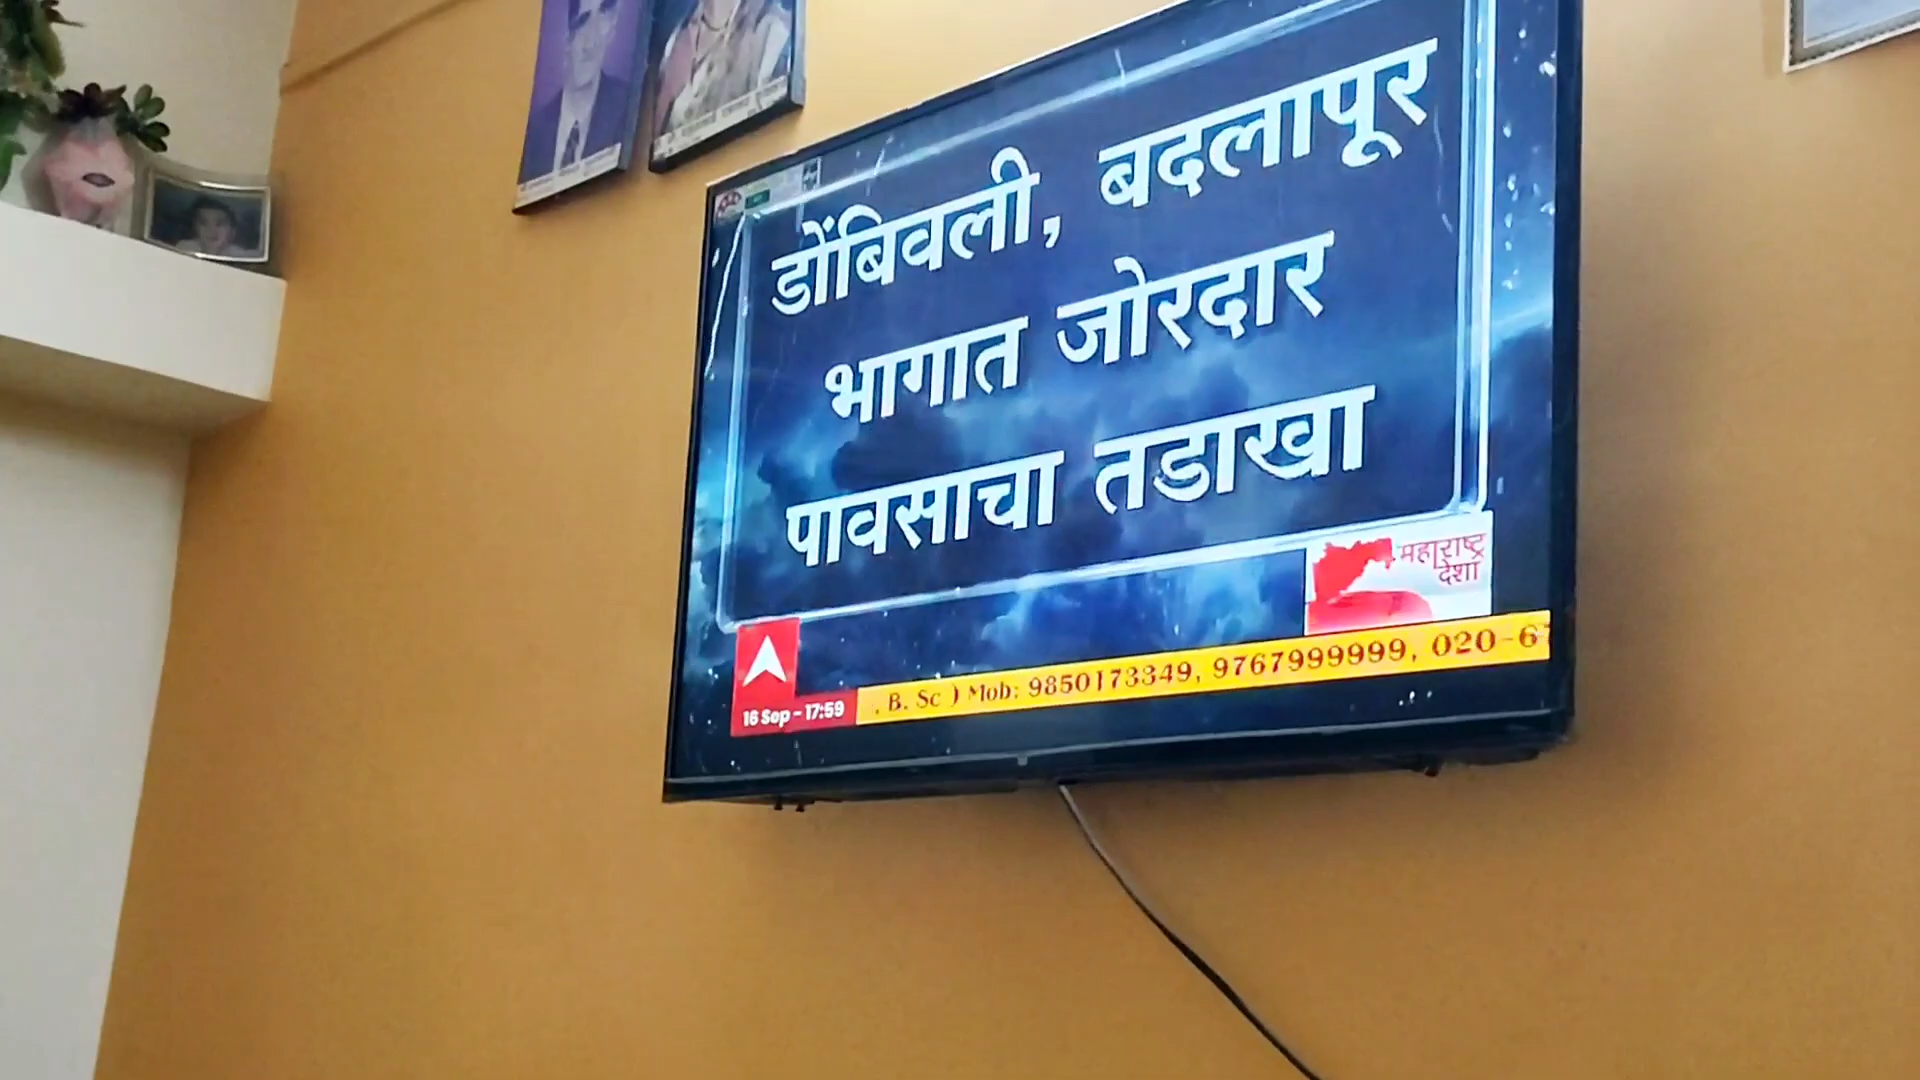 डोंबिवली, बदलापूर
भागात जोरदार
पावसाचा तडाखा
महाराष्ट्र
देशा
16 Sep - 17:59
. B. Sc ) Mob: 9850173349, 9767999999, 020-6